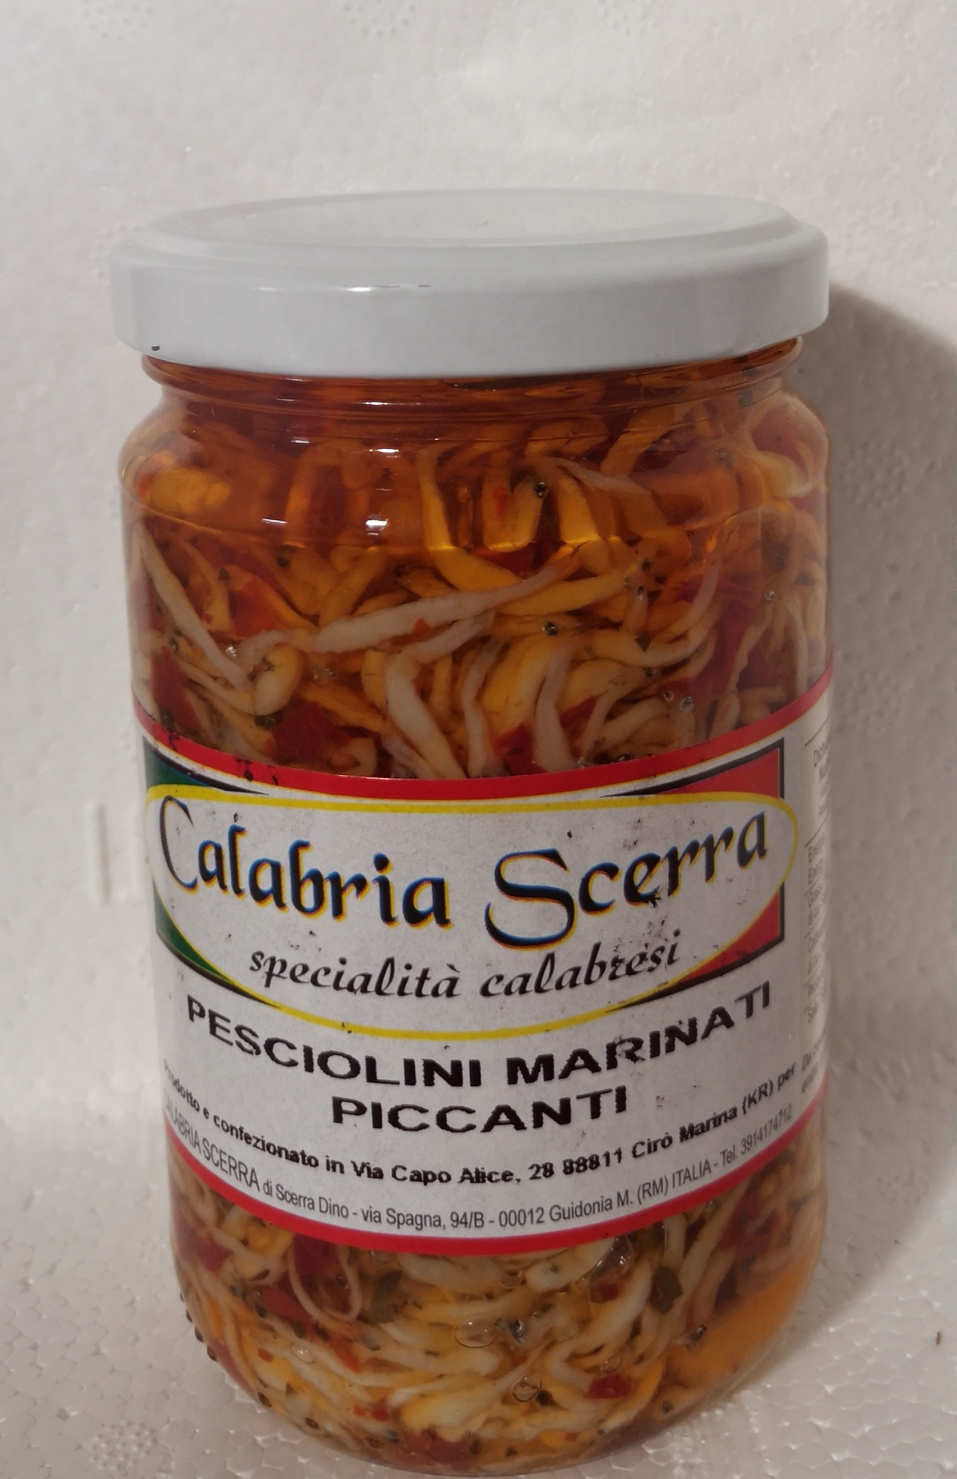 Calabria Scerra
specialità calabresi
PESCIOLINI MARINATI
PICCANTI
Prodotto e confezionato in Via Capo Alice, 28 88811 Cirò Marina (KR) per
CALABRIA SCERRA di Scerra Dino - via Spagna, 94/B - 00012 Guidonia M. (RM) ITALIA - Tel. 3914174712